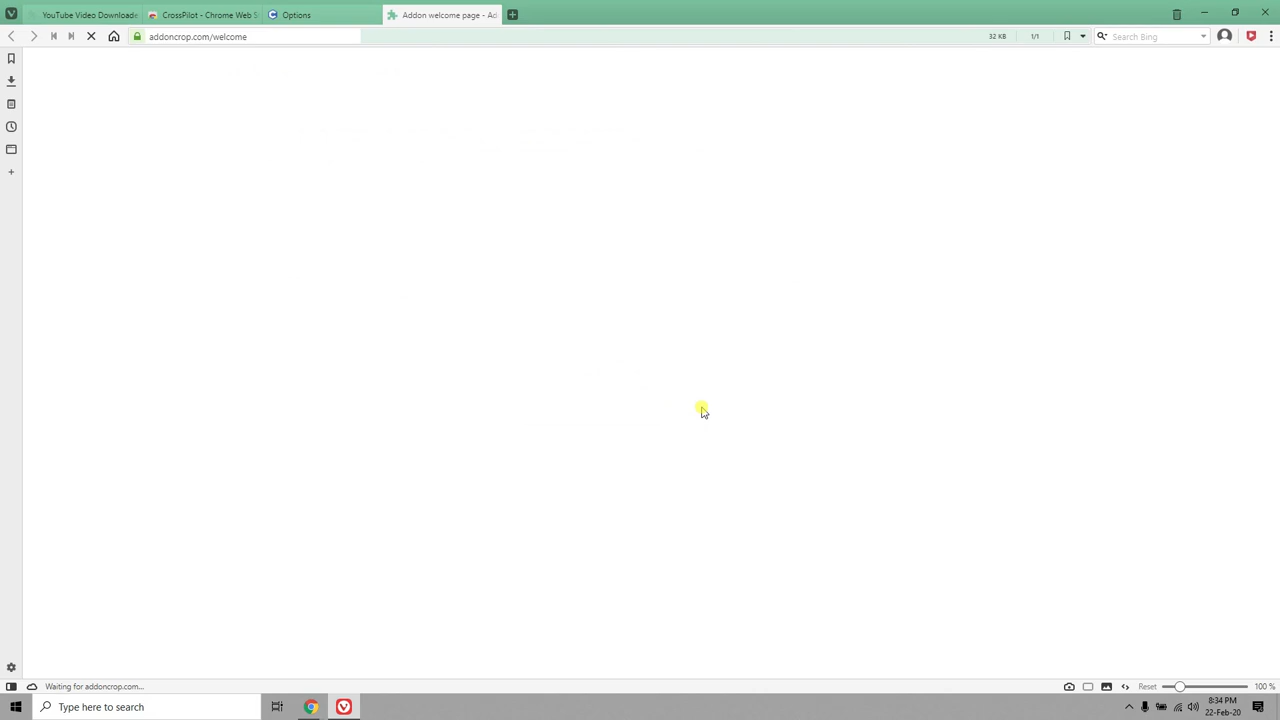 YouTube Video Downloade
CrossPilot - Chrome Web S
Options
Addon welcome page - Ad
addoncrop.com/welcome
32 KB
1/1
Search Bing
Waiting for addoncrop.com...
Reset
100 %
Type here to search
8:34 PM
22-Feb-20